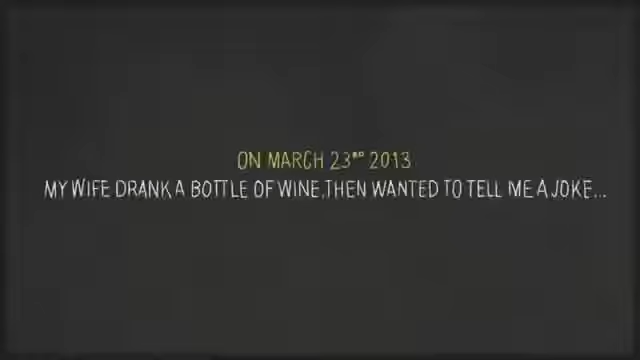 ON MARCH 23RD 2013
MY WIFE DRANK A BOTTLE OF WINE,THEN WANTED TO TELL ME A JOKE...